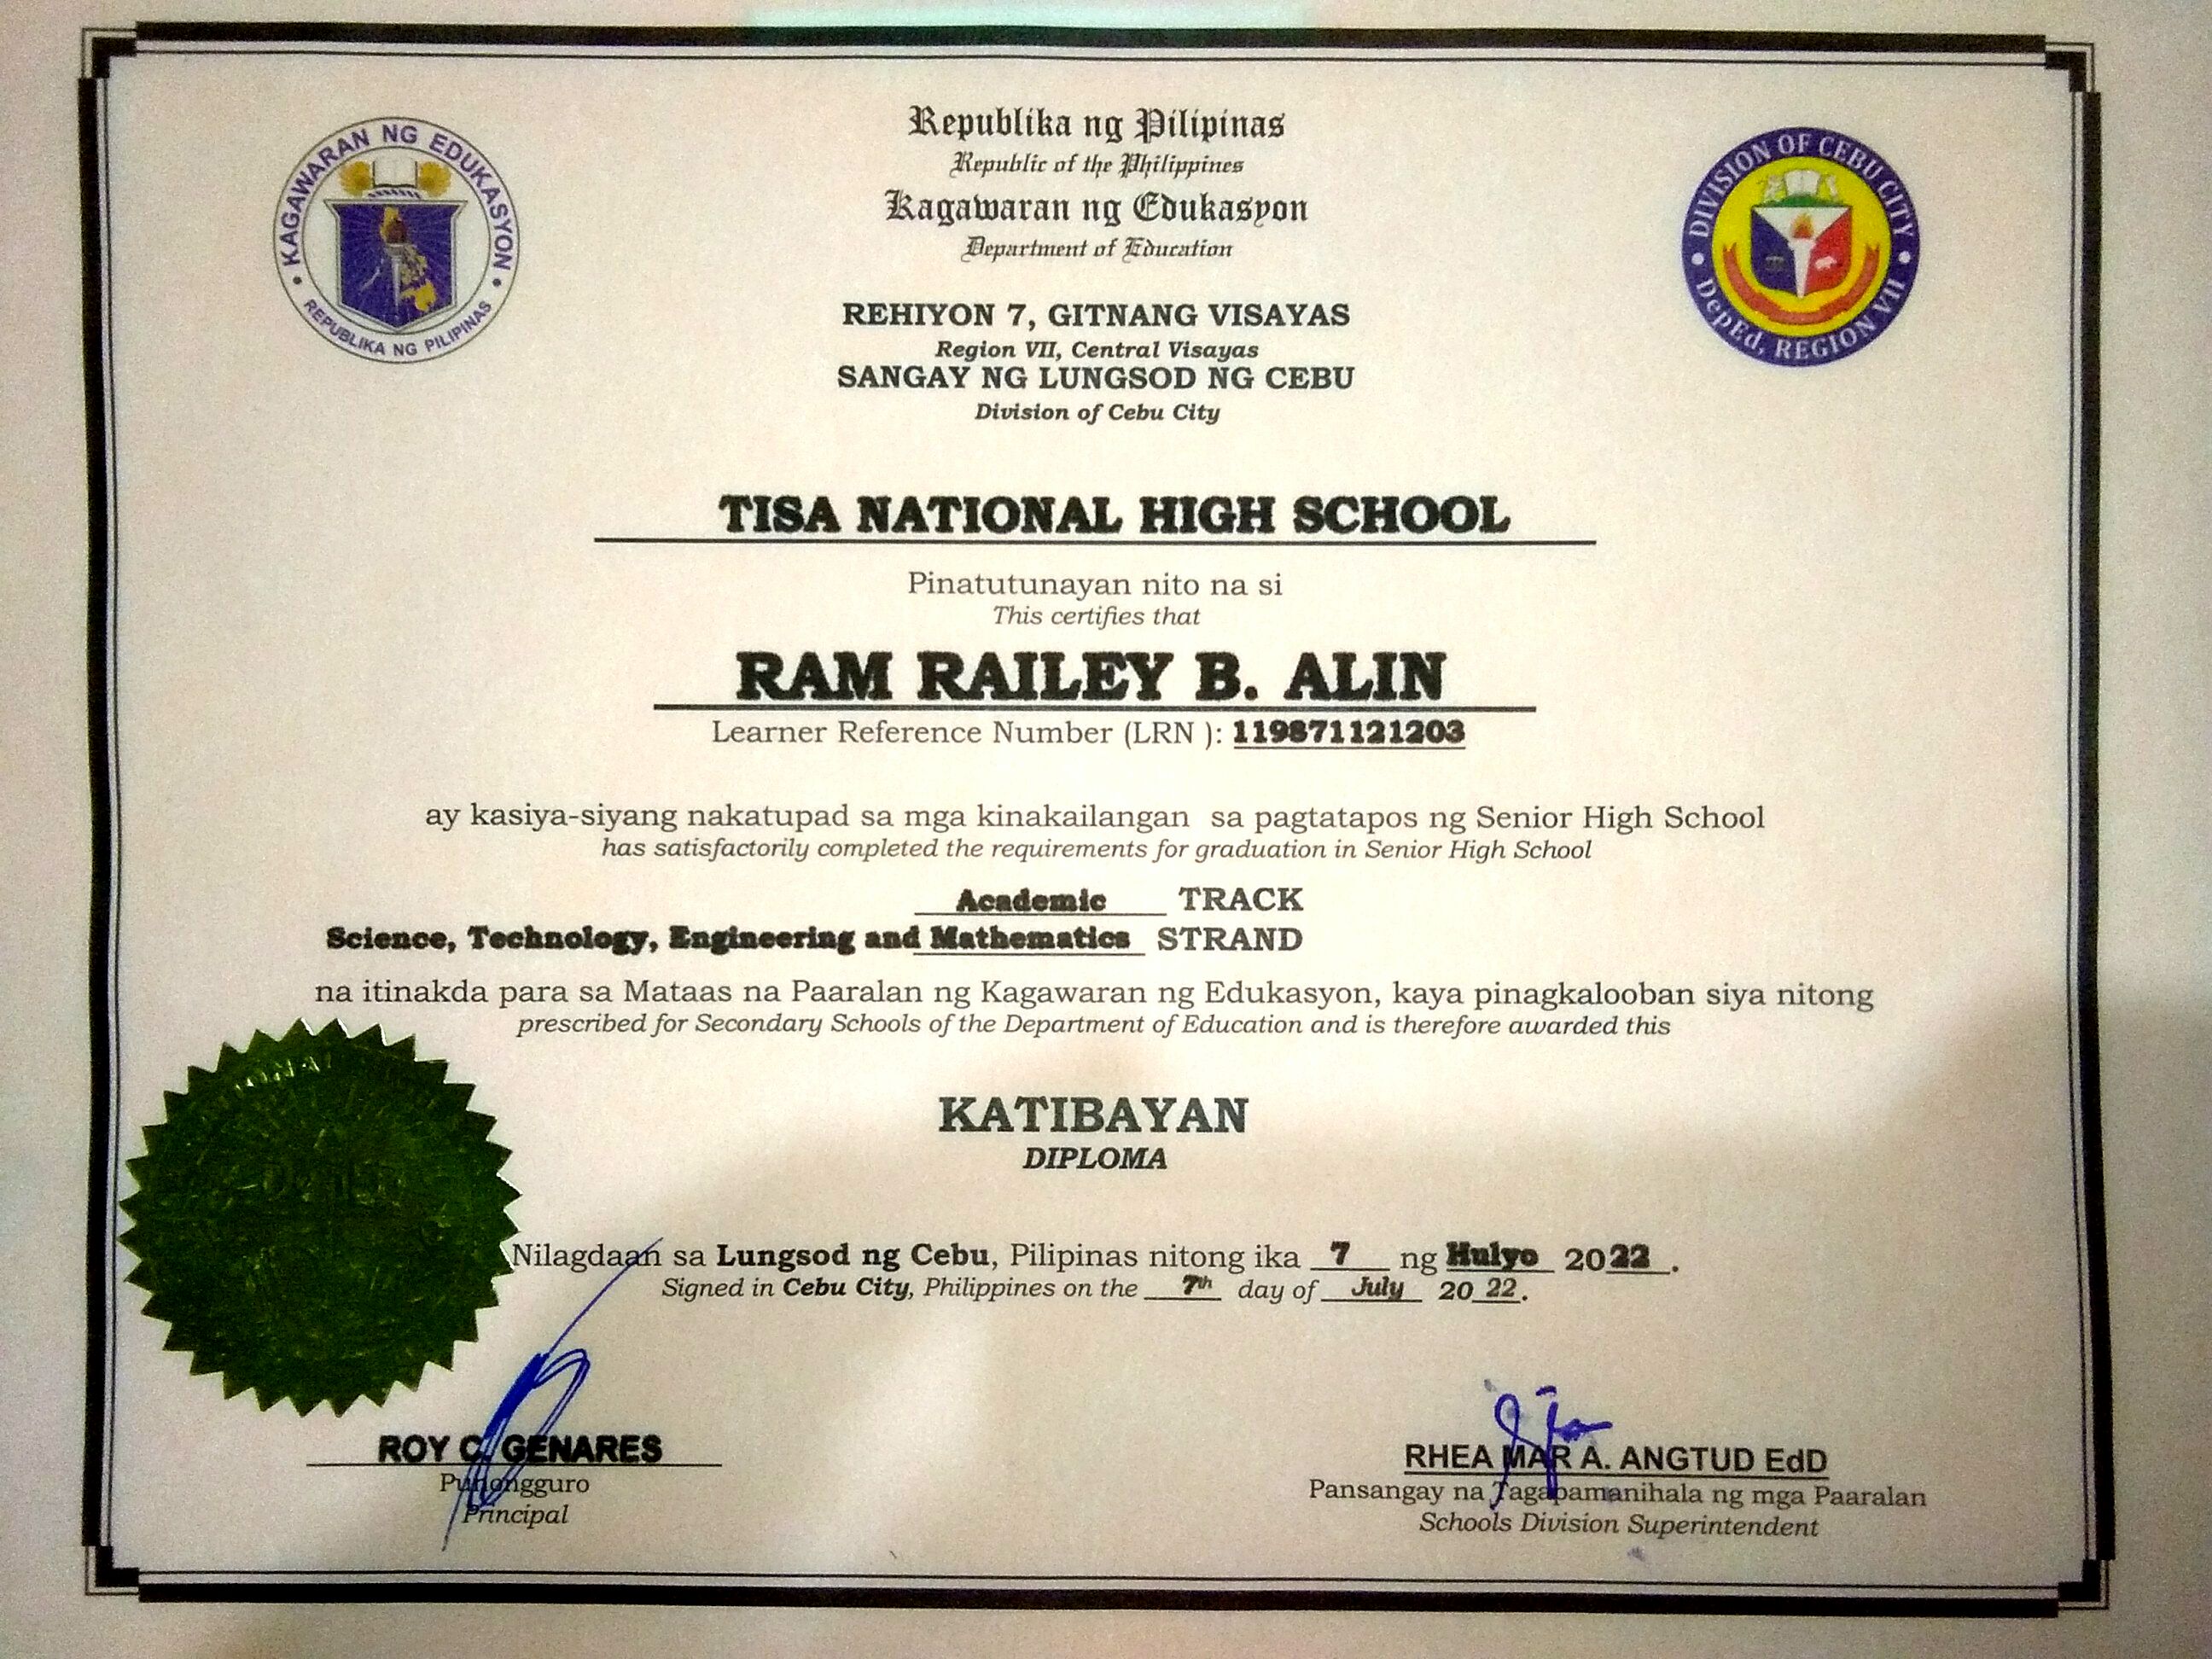 KAGAWARAN NG EDUKASYON
REPUBLIKA NG PILIPINAS
DIVISION OF CEBU CITY
DepEd, REGION VII
Republika ng Pilipinas
Republic of the Philippines
Kagawaran ng Edukasyon
Department of Education
REHIYON 7, GITNANG VISAYAS
Region VII, Central Visayas
SANGAY NG LUNGSOD NG CEBU
Division of Cebu City
TISA NATIONAL HIGH SCHOOL
Pinatutunayan nito na si
This certifies that
RAM RAILEY B. ALIN
Learner Reference Number (LRN ): 119871121203
ay kasiya-siyang nakatupad sa mga kinakailangan sa pagtatapos ng Senior High School
has satisfactorily completed the requirements for graduation in Senior High School
Academic TRACK
Science, Technology, Engineering and Mathematics STRAND
na itinakda para sa Mataas na Paaralan ng Kagawaran ng Edukasyon, kaya pinagkalooban siya nitong
prescribed for Secondary Schools of the Department of Education and is therefore awarded this
KATIBAYAN
DIPLOMA
Nilagdaan sa Lungsod ng Cebu, Pilipinas nitong ika 7 ng Hulyo 2022.
Signed in Cebu City, Philippines on the 7th day of July 2022.
ROY C. GENARES
Punongguro
Principal
RHEA MAR A. ANGTUD EdD
Pansangay na Tagapamanihala ng mga Paaralan
Schools Division Superintendent